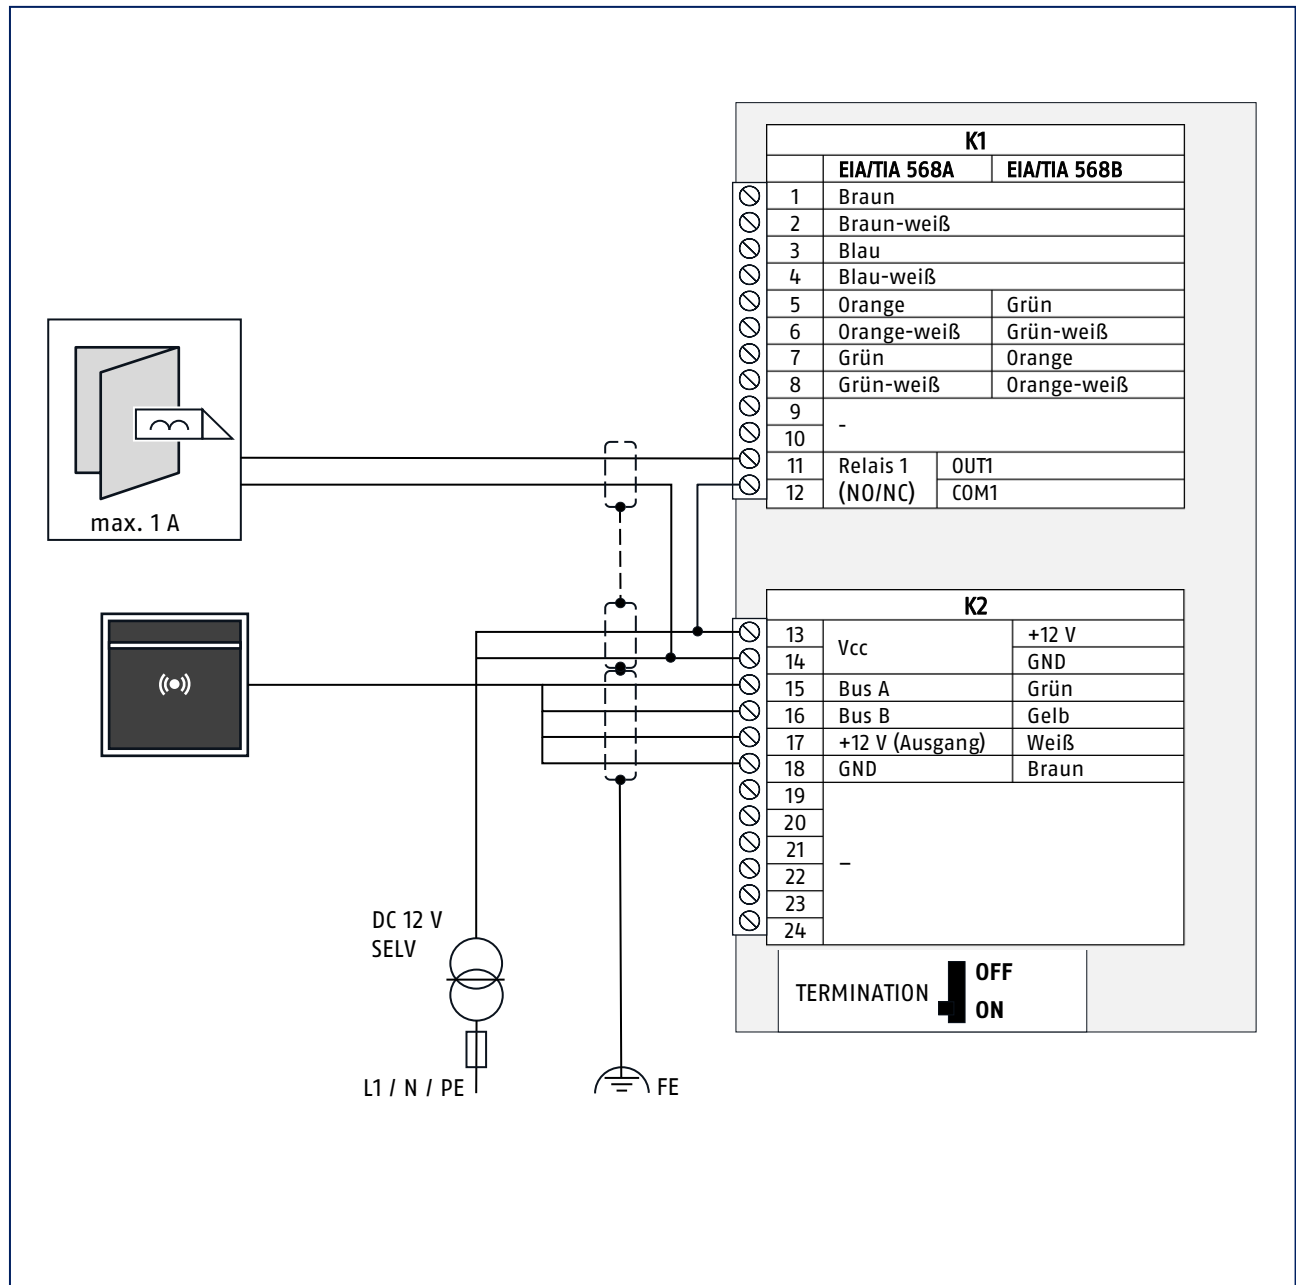 K1
EIA/TIA 568A EIA/TIA 568B
1 Braun
2 Braun-weiß
3 Blau
4 Blau-weiß
5 Orange Grün
6 Orange-weiß Grün-weiß
7 Grün Orange
8 Grün-weiß Orange-weiß
9
-
10
11 Relais 1 OUT1
12 (NO/NC) COM1
max. 1 A
K2
13 +12 V
Vcc
14 GND
15 Bus A Grün
16 Bus B Gelb
17 +12 V (Ausgang) Weiß
18 GND Braun
19
20
21
–
22
23
24
DC 12 V
SELV
OFF
TERMINATION
ON
L1 / N / PE
FE